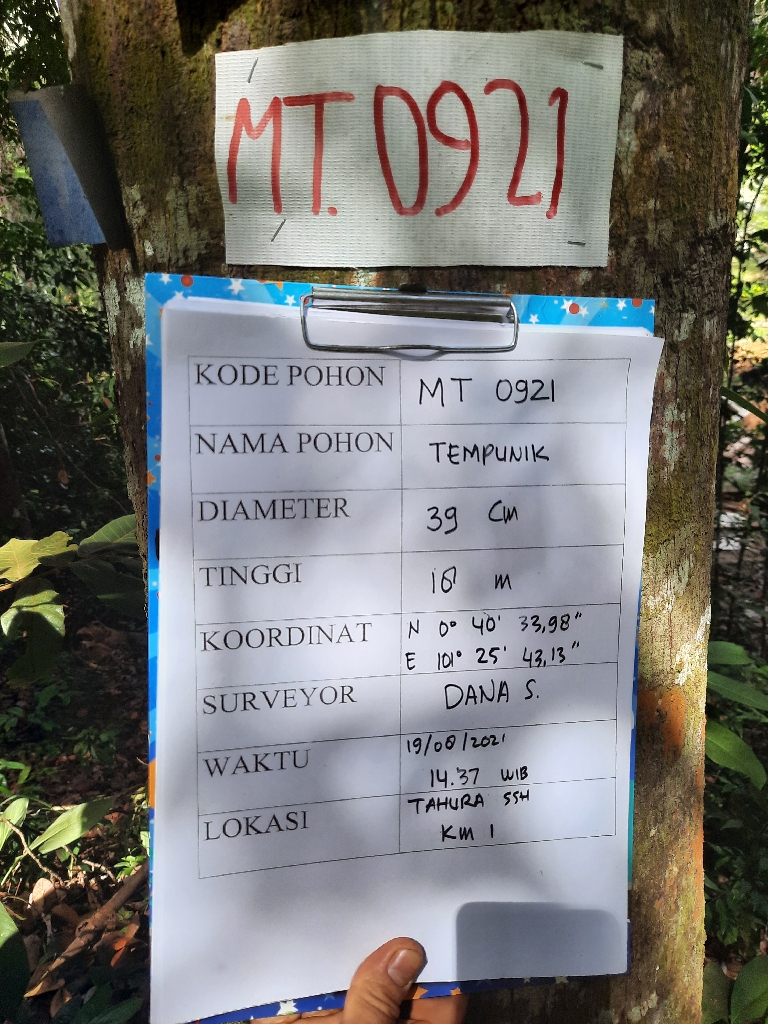 MT. 0921
KODE POHON MT 0921
NAMA POHON TEMPUNIK
DIAMETER 39 Cm
TINGGI 18 m
KOORDINAT N 0° 40' 33,98"
E 101° 25' 43,13"
SURVEYOR DANA S.
WAKTU 19/08/2021
14.37 WIB
LOKASI TAHURA SSH
KM 1